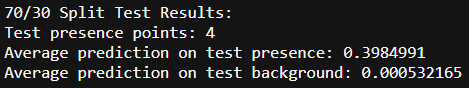 70/30 Split Test Results:
Test presence points: 4
Average prediction on test presence: 0.3984991
Average prediction on test background: 0.000532165